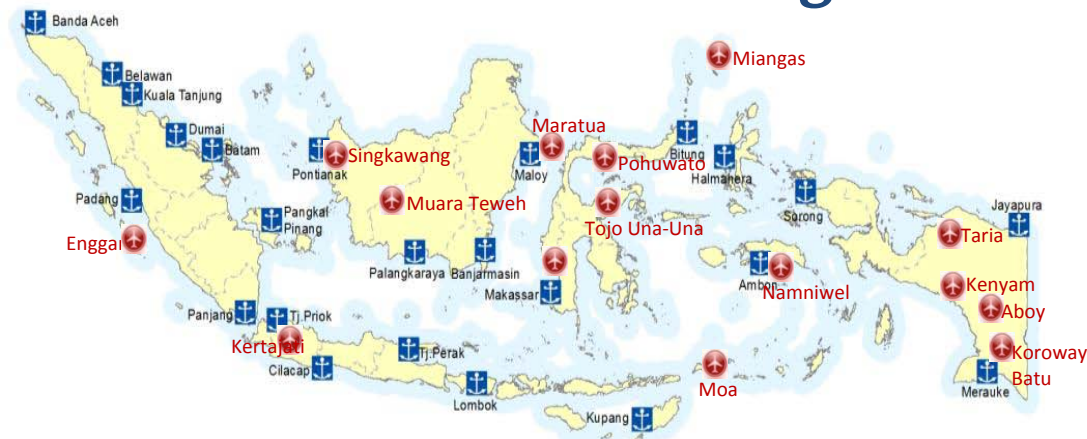 Banda Aceh
Miangas
Belawan
Kuala Tanjung
Dumai
Batam
Maratua
Singkawang
Pontianak
Maloy
Pohuwato
Bitung
Halmahera
Padang
Muara Teweh
Pangkal
Pinang
Tojo Una-Una
Sorong
Jayapura
Enggai
Taria
Palangkaraya
Banjarmasin
Makassar
Ambon
Namniwel
Kenyam
Aboy
Panjang
Tj.Priok
Kertajati
Cilacap
Tj.Perak
Lombok
Kupang
Moa
Koroway
Batu
Merauke